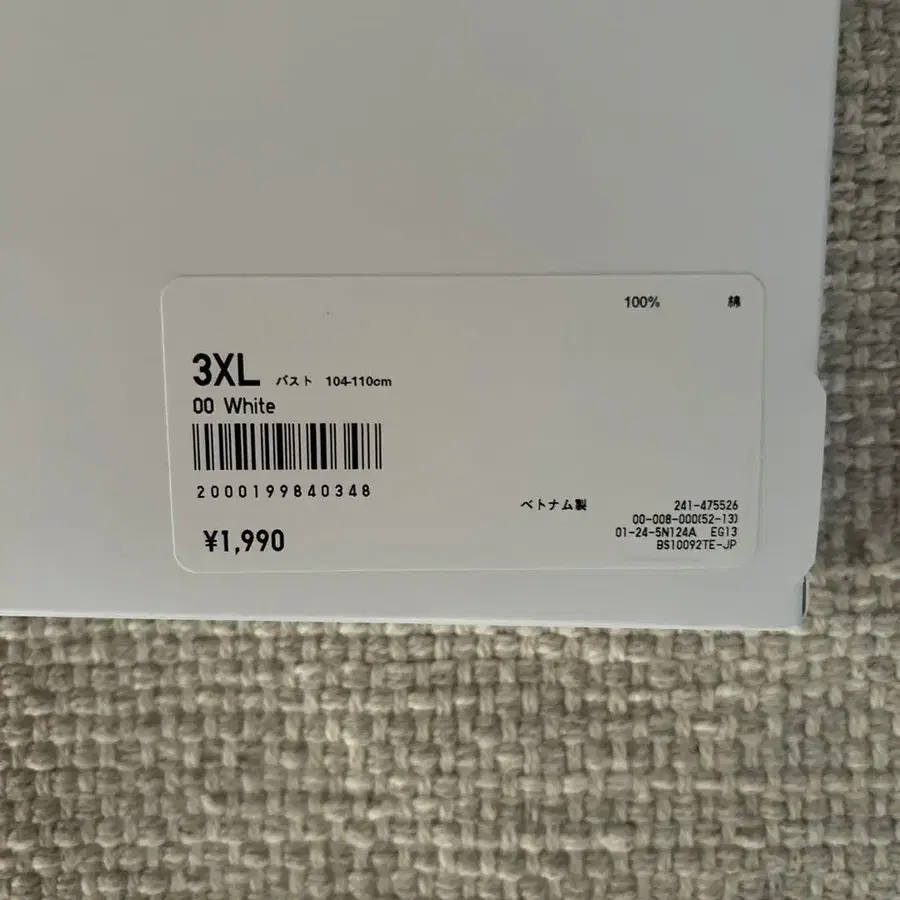 100% 綿
3XL バスト 104-110cm
00 White
2000199840348
¥1,990
ベトナム製
241-475526
00-008-000(52-13)
01-24-5N124A EG13
BS10092TE-JP